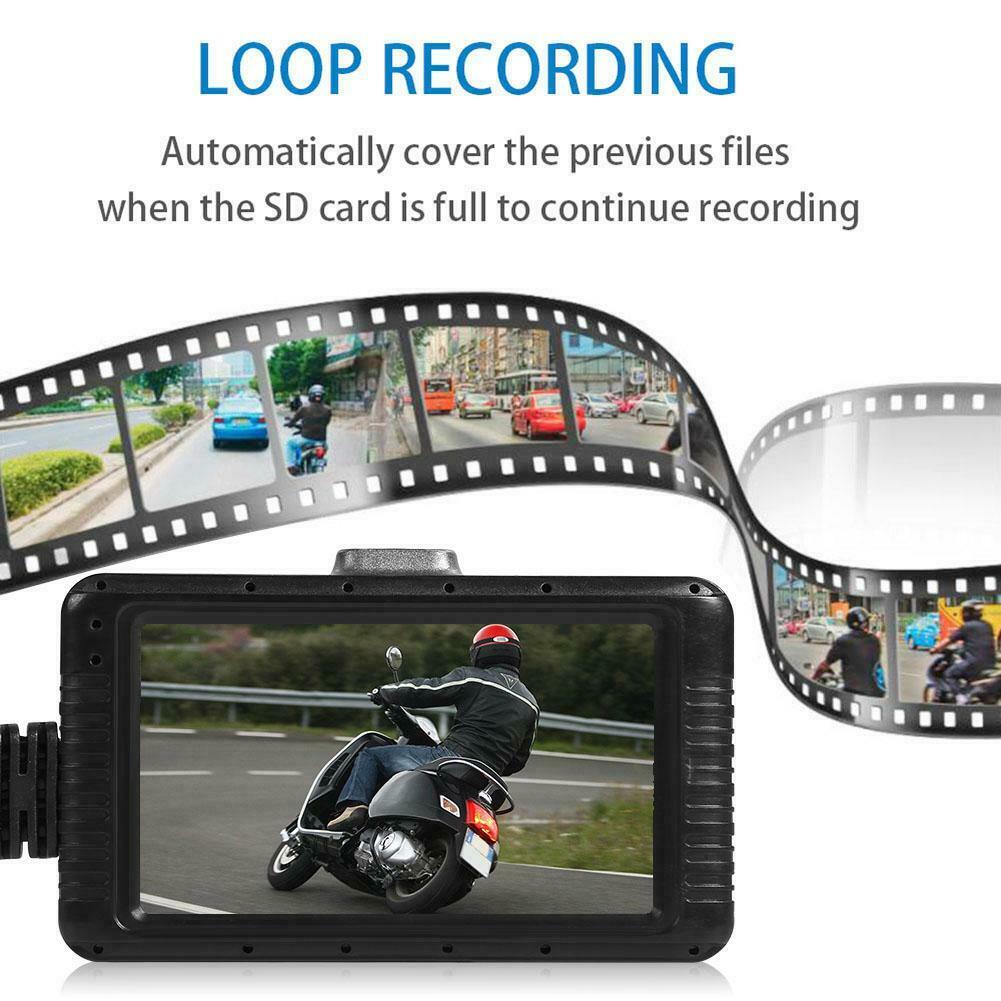 LOOP RECORDING
Automatically cover the previous files
when the SD card is full to continue recording